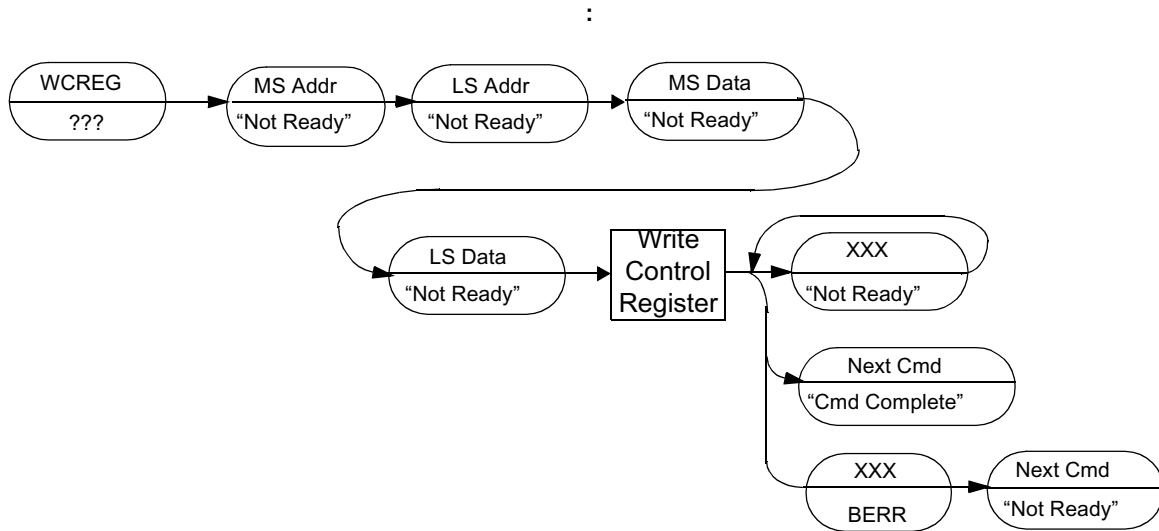 :
WCREG
???
MS Addr
“Not Ready”
LS Addr
“Not Ready”
MS Data
“Not Ready”
LS Data
“Not Ready”
Write
Control
Register
XXX
“Not Ready”
Next Cmd
“Cmd Complete”
XXX
BERR
Next Cmd
“Not Ready”